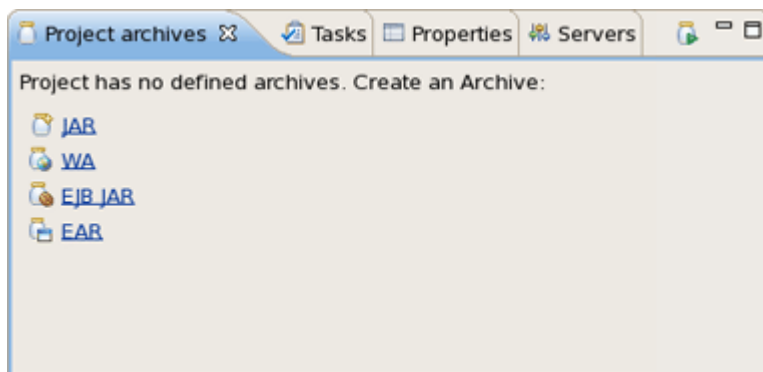 Project archives Tasks Properties Servers
Project has no defined archives. Create an Archive:
JAR
WA
EJB JAR
EAR